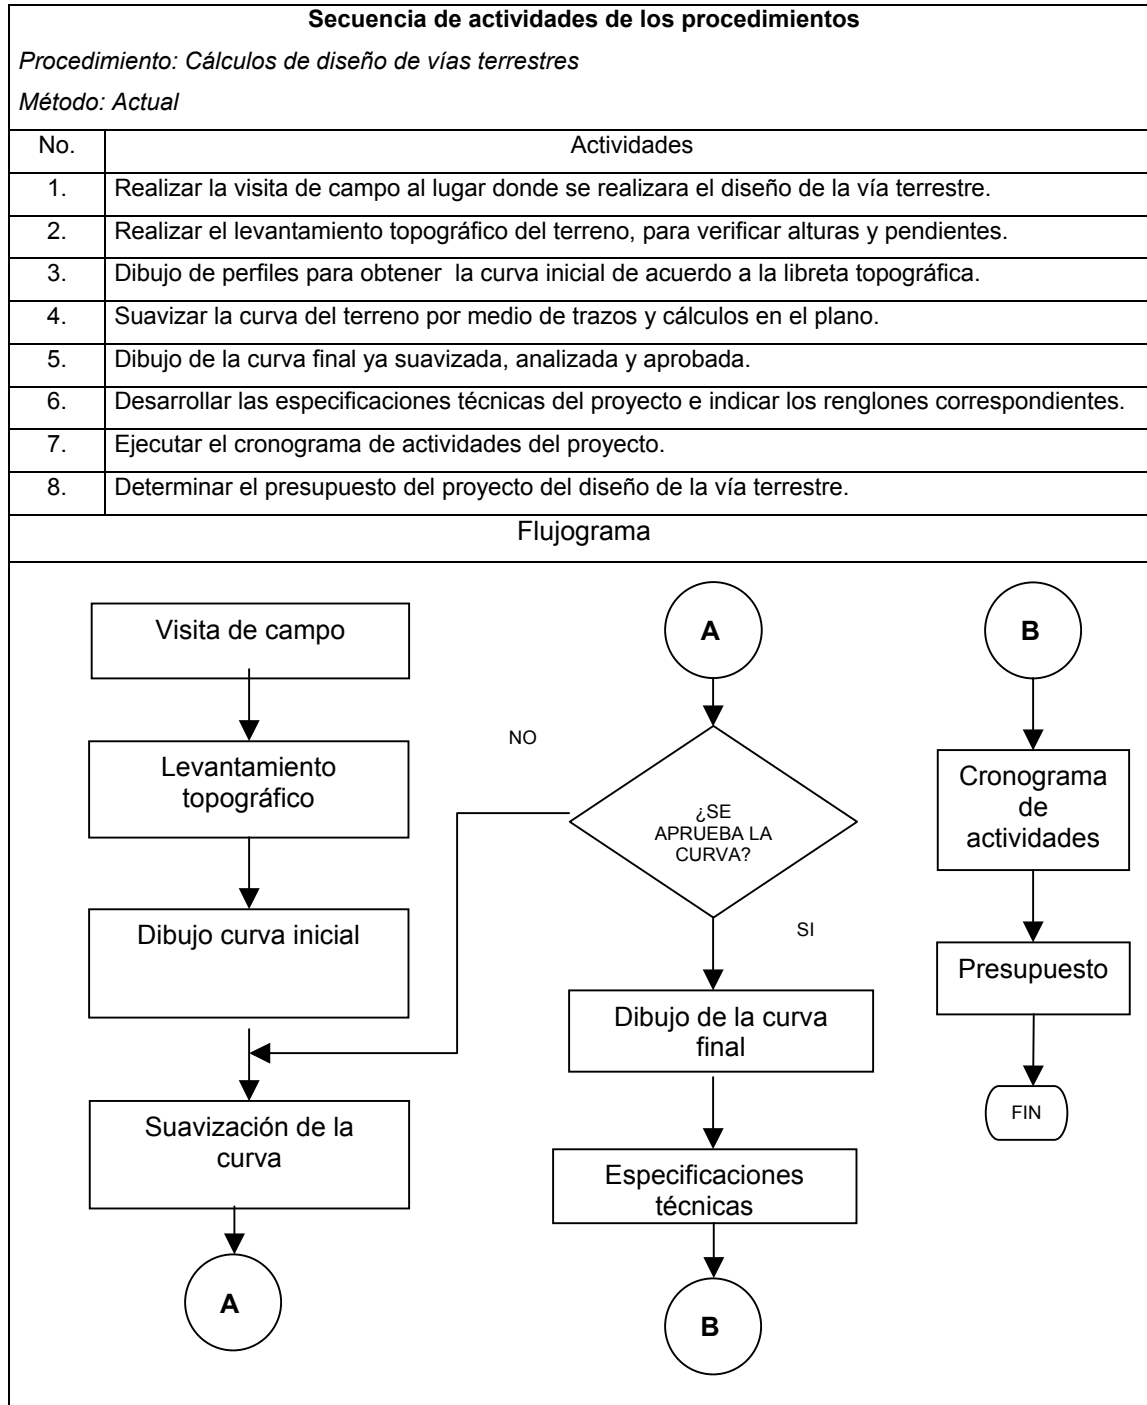 Secuencia de actividades de los procedimientos
Procedimiento: Cálculos de diseño de vías terrestres
Método: Actual
No. Actividades
1. Realizar la visita de campo al lugar donde se realizara el diseño de la vía terrestre.
2. Realizar el levantamiento topográfico del terreno, para verificar alturas y pendientes.
3. Dibujo de perfiles para obtener la curva inicial de acuerdo a la libreta topográfica.
4. Suavizar la curva del terreno por medio de trazos y cálculos en el plano.
5. Dibujo de la curva final ya suavizada, analizada y aprobada.
6. Desarrollar las especificaciones técnicas del proyecto e indicar los renglones correspondientes.
7. Ejecutar el cronograma de actividades del proyecto.
8. Determinar el presupuesto del proyecto del diseño de la vía terrestre.
Flujograma
Visita de campo
Levantamiento
topográfico
Dibujo curva inicial
Suavización de la
curva
A
A
NO
¿SE
APRUEBA LA
CURVA?
SI
Dibujo de la curva
final
Especificaciones
técnicas
B
B
Cronograma
de
actividades
Presupuesto
FIN